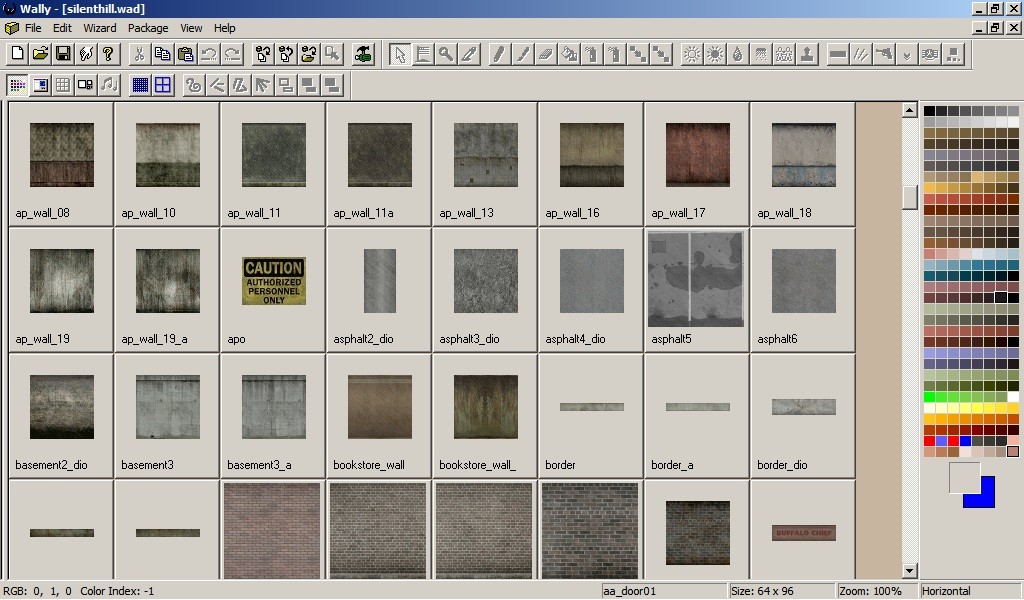 Wally - [silenthill.wad]
File Edit Wizard Package View Help
ap_wall_08 ap_wall_10 ap_wall_11 ap_wall_11a ap_wall_13 ap_wall_16 ap_wall_17 ap_wall_18
CAUTION
AUTHORIZED
PERSONNEL
ONLY
ap_wall_19 ap_wall_19_a apo asphalt2_dio asphalt3_dio asphalt4_dio asphalt5 asphalt6
basement2_dio basement3 basement3_a bookstore_wall bookstore_wall_ border border_a border_dio
BUFFALO CHIEF
RGB: 0, 1, 0 Color Index: -1 aa_door01 Size: 64 x 96 Zoom: 100% Horizontal